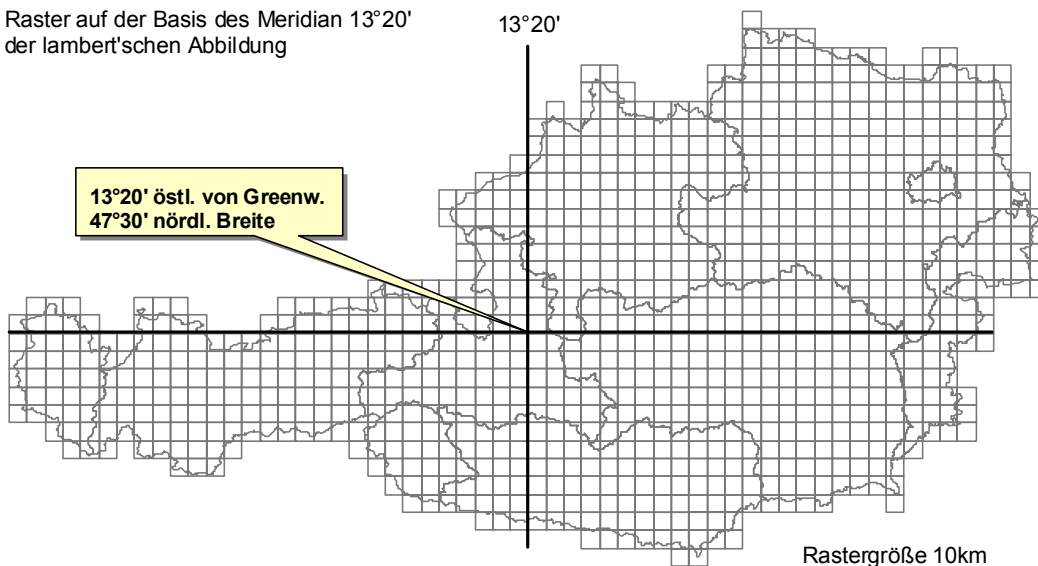 Raster auf der Basis des Meridian 13°20'
der lambert'schen Abbildung
13°20'
13°20' östl. von Greenw.
47°30' nördl. Breite
Rastergröße 10km